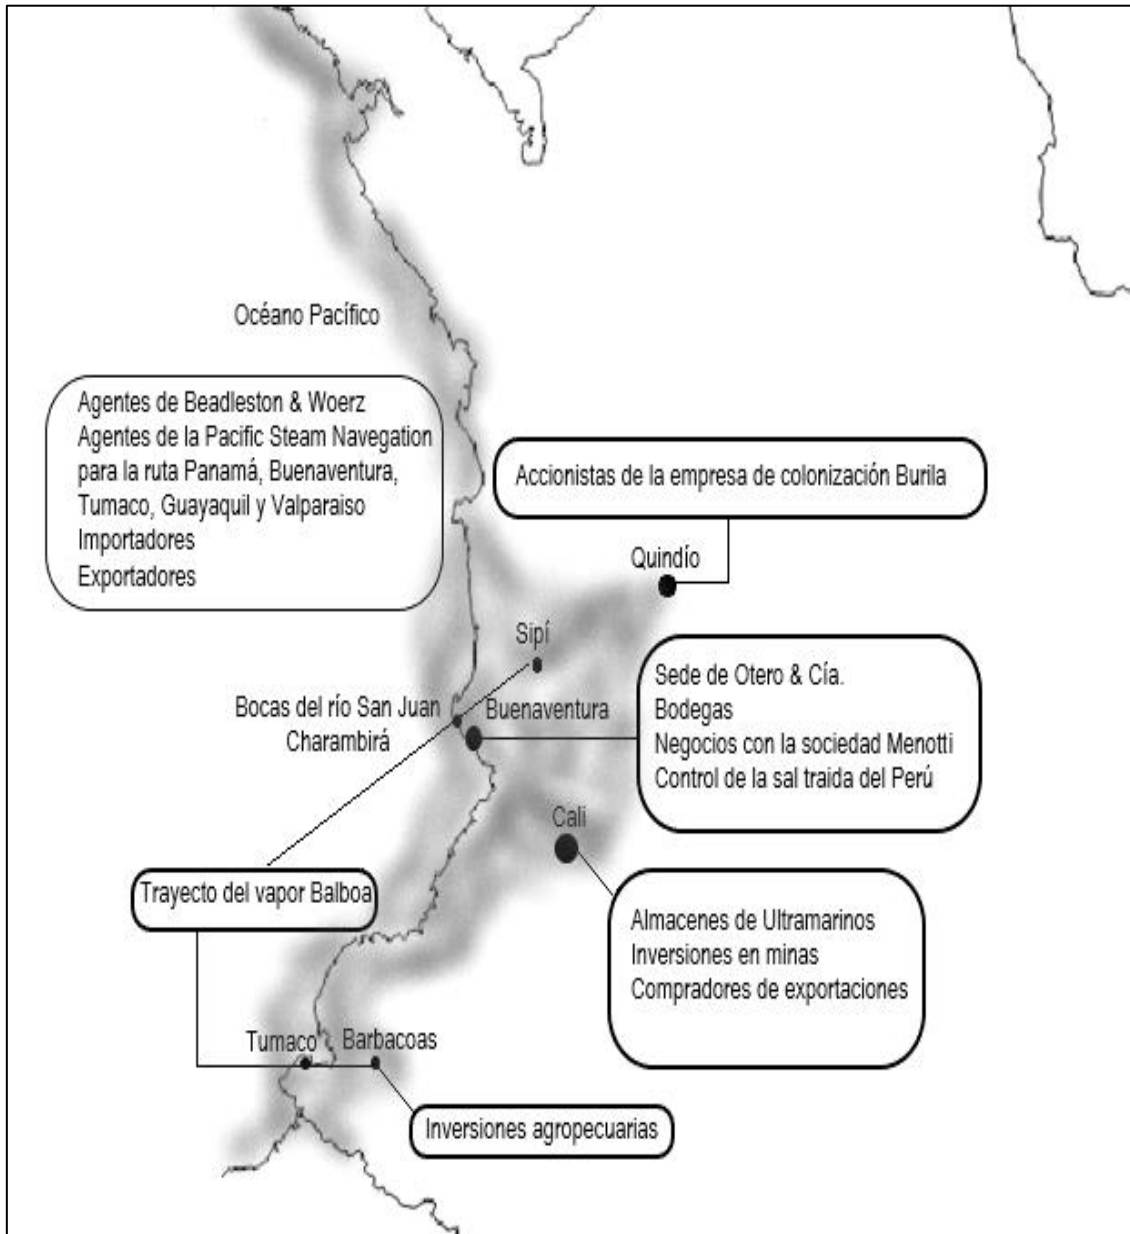 Océano Pacífico
Agentes de Beadleston & Woerz
Agentes de la Pacific Steam Navegation
para la ruta Panamá, Buenaventura,
Tumaco, Guayaquil y Valparaiso
Importadores
Exportadores
Accionistas de la empresa de colonización Burila
Quindío
Sipí
Sede de Otero & Cía.
Bodegas
Negocios con la sociedad Menotti
Control de la sal traida del Perú
Bocas del río San Juan
Charambirá
Buenaventura
Cali
Trayecto del vapor Balboa
Almacenes de Ultramarinos
Inversiones en minas
Compradores de exportaciones
Tumaco
Barbacoas
Inversiones agropecuarias